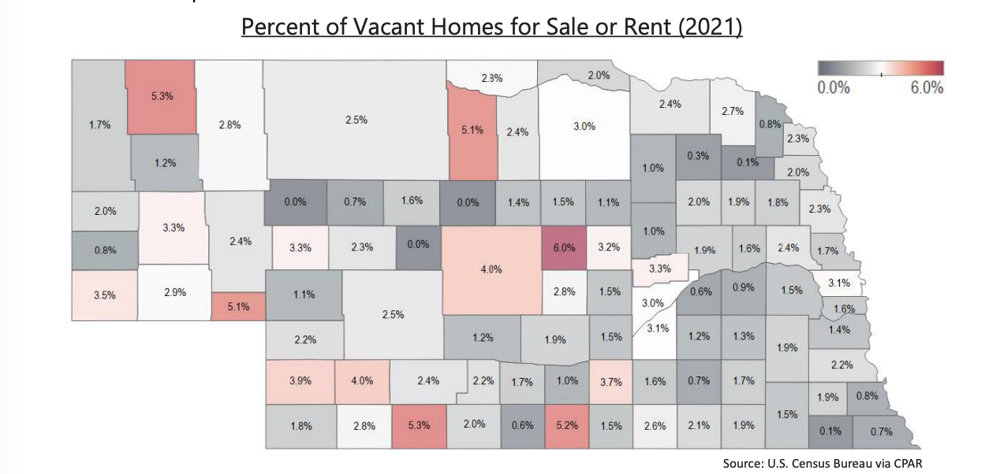 Percent of Vacant Homes for Sale or Rent (2021)
0.0% 6.0%
2.8% 2.0%
5.3% 2.4% 2.7%
1.7% 2.8% 2.5% 5.1% 2.4% 3.0% 0.8%
2.3%
1.2% 1.0% 0.3% 0.1% 2.0%
2.0% 0.0% 0.7% 1.6% 0.0% 1.4% 1.5% 1.1% 2.0% 1.9% 1.8% 2.3%
3.3% 2.4% 1.0%
0.8% 3.3% 2.3% 0.0% 6.0% 3.2% 1.9% 1.6% 2.4% 1.7%
4.0% 3.3%
3.5% 2.9% 1.1% 2.8% 1.5% 0.6% 0.9% 1.5% 3.1%
5.1% 2.5% 3.0% 1.6%
2.2% 1.2% 1.9% 1.5% 3.1% 1.2% 1.3% 1.9% 1.4%
2.2%
3.9% 4.0% 2.4% 2.2% 1.7% 1.0% 3.7% 1.6% 0.7% 1.7% 1.9% 0.8%
1.8% 2.8% 5.3% 2.0% 0.6% 5.2% 1.5% 2.6% 2.1% 1.9% 1.5% 0.1% 0.7%
Source: U.S. Census Bureau via CPAR